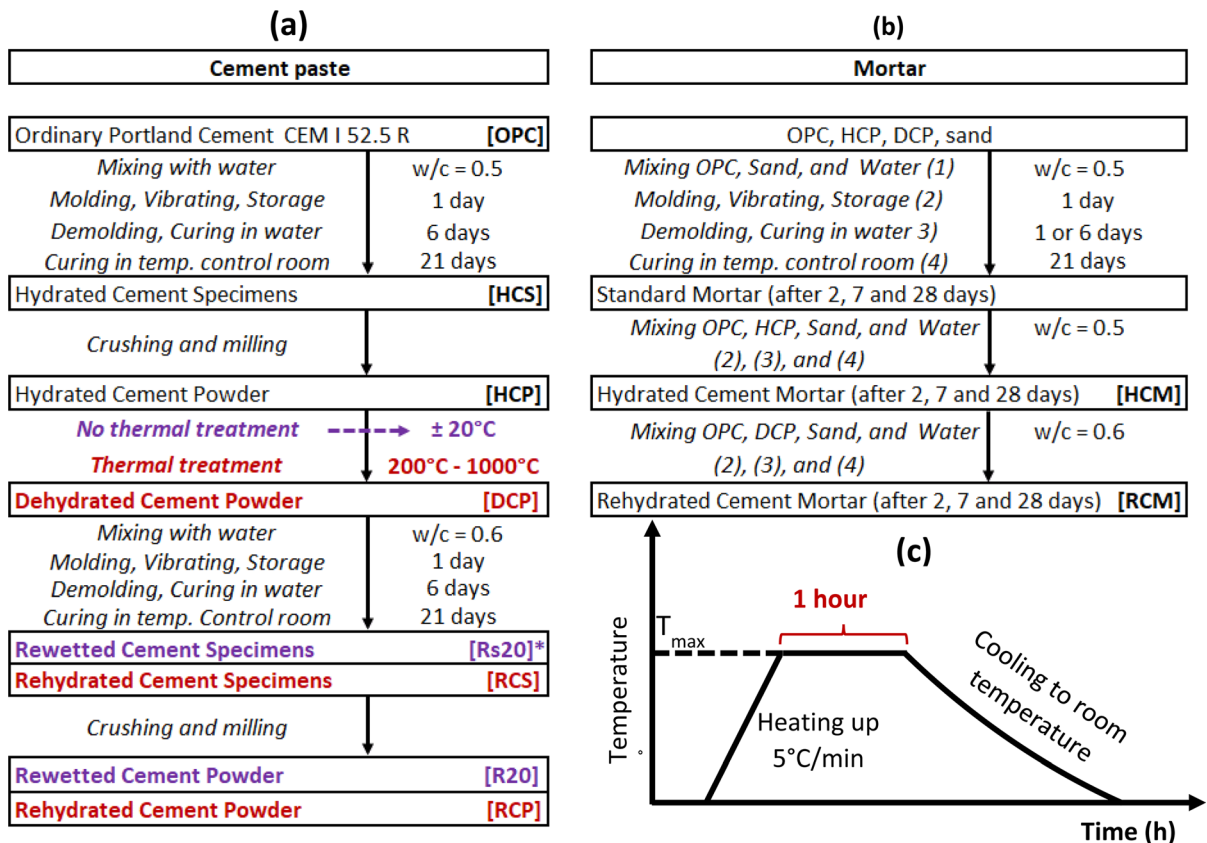 (a)
Cement paste
Ordinary Portland Cement CEM I 52.5 R [OPC]
Mixing with water w/c = 0.5
Molding, Vibrating, Storage 1 day
Demolding, Curing in water 6 days
Curing in temp. control room 21 days
Hydrated Cement Specimens [HCS]
Crushing and milling
Hydrated Cement Powder [HCP]
No thermal treatment ± 20°C
Thermal treatment 200°C - 1000°C
Dehydrated Cement Powder [DCP]
Mixing with water w/c = 0.6
Molding, Vibrating, Storage 1 day
Demolding, Curing in water 6 days
Curing in temp. Control room 21 days
Rewetted Cement Specimens [Rs20]*
Rehydrated Cement Specimens [RCS]
Crushing and milling
Rewetted Cement Powder [R20]
Rehydrated Cement Powder [RCP]
(b)
Mortar
OPC, HCP, DCP, sand
Mixing OPC, Sand, and Water (1) w/c = 0.5
Molding, Vibrating, Storage (2) 1 day
Demolding, Curing in water 3) 1 or 6 days
Curing in temp. control room (4) 21 days
Standard Mortar (after 2, 7 and 28 days)
Mixing OPC, HCP, Sand, and Water w/c = 0.5
(2), (3), and (4)
Hydrated Cement Mortar (after 2, 7 and 28 days) [HCM]
Mixing OPC, DCP, Sand, and Water w/c = 0.6
(2), (3), and (4)
Rehydrated Cement Mortar (after 2, 7 and 28 days) [RCM]
(c)
1 hour
Tmax
Temperature °
Heating up
5°C/min
Cooling to room
temperature
Time (h)